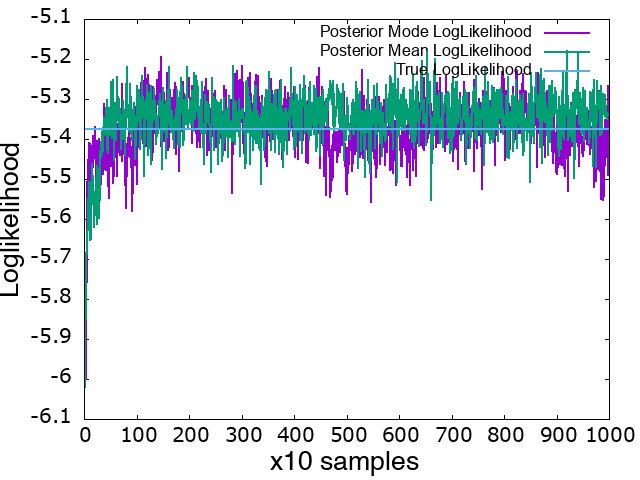 -5.1
-5.2
-5.3
-5.4
-5.5
-5.6
-5.7
-5.8
-5.9
-6
-6.1
Loglikelihood
Posterior Mode LogLikelihood
Posterior Mean LogLikelihood
True LogLikelihood
0 100 200 300 400 500 600 700 800 900 1000
x10 samples